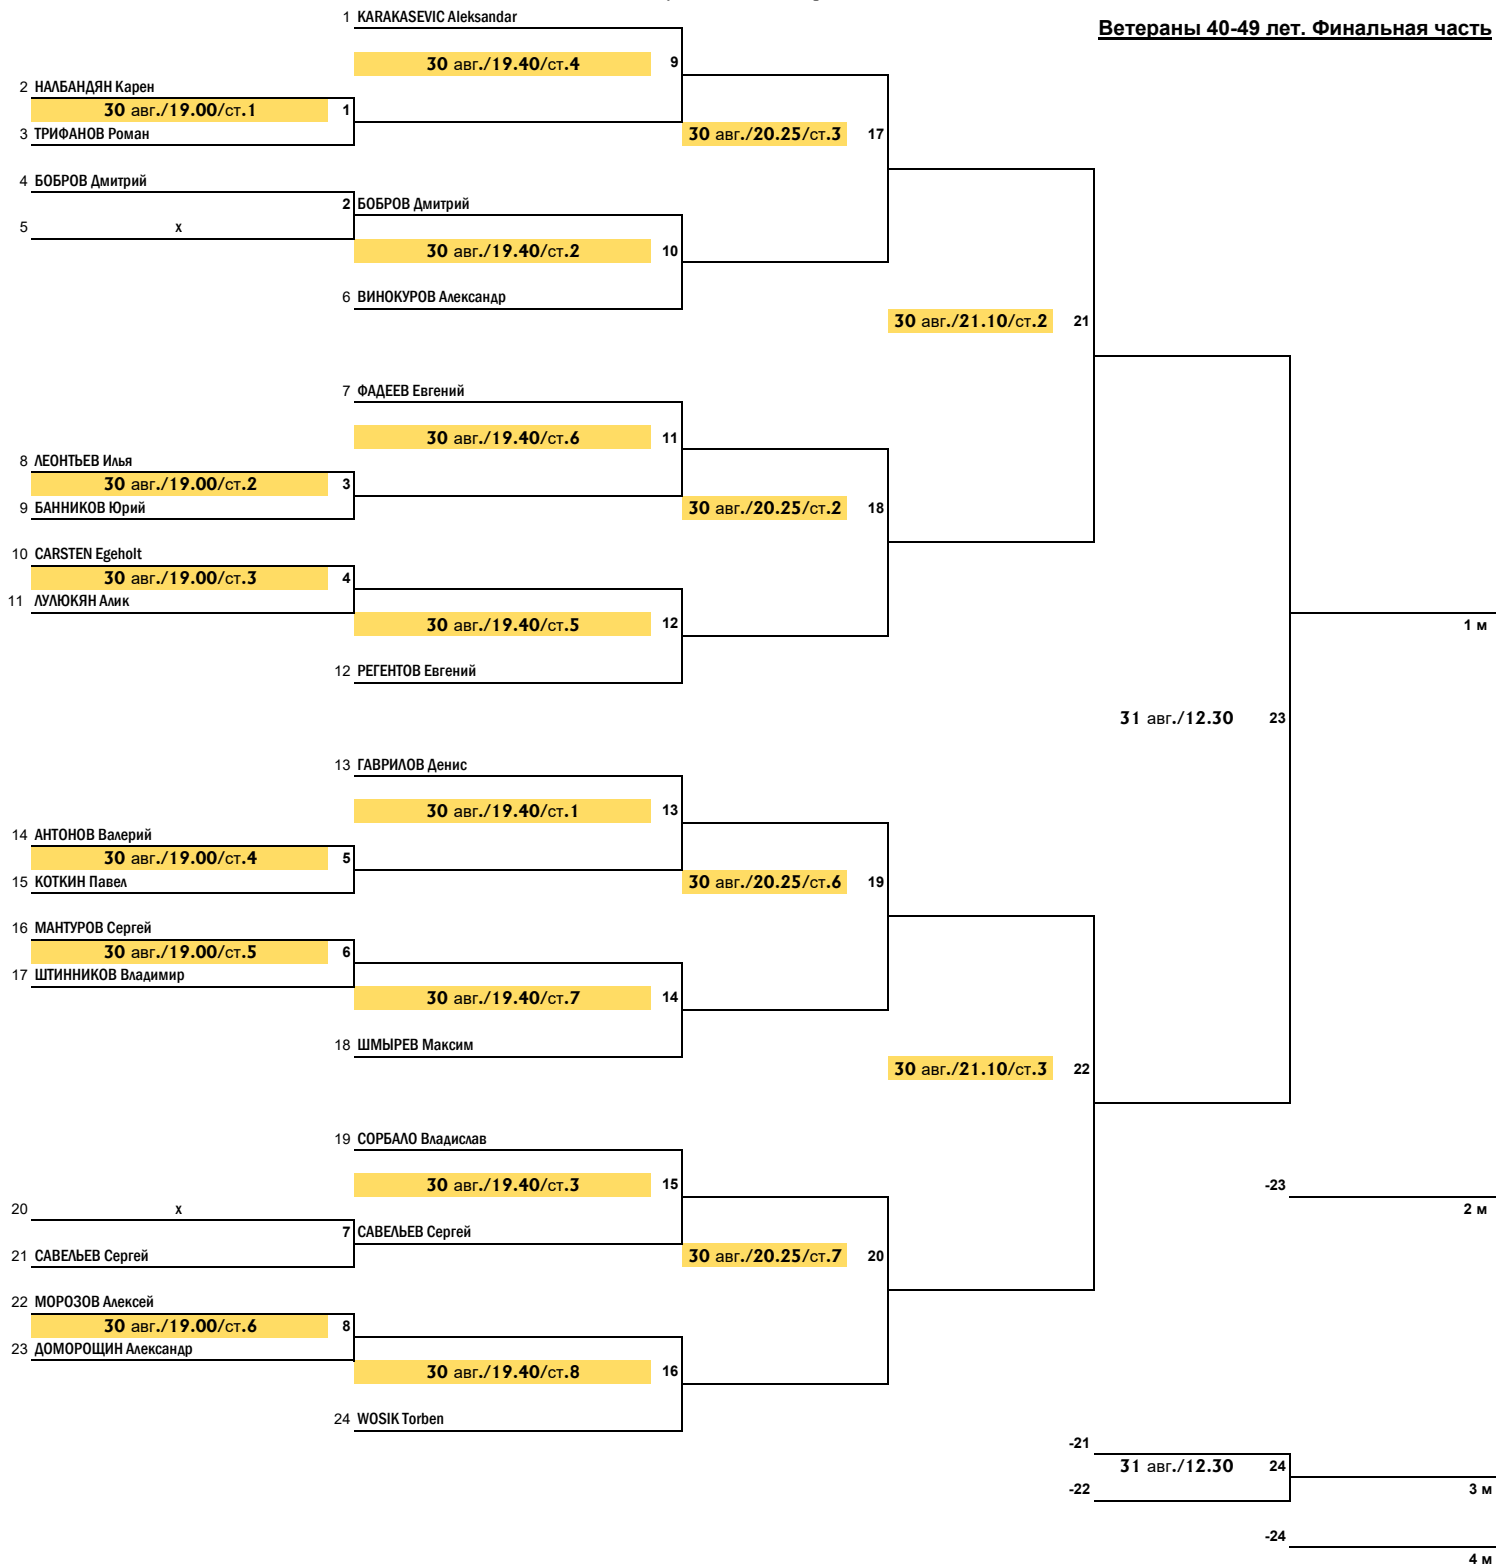 1 KARAKASEVIC Aleksandar
Ветераны 40-49 лет. Финальная часть
30 авг./19.40/ст.4 9
2 НАЛБАНДЯН Карен
30 авг./19.00/ст.1 1
3 ТРИФАНОВ Роман
30 авг./20.25/ст.3 17
4 БОБРОВ Дмитрий
2 БОБРОВ Дмитрий
5 х
30 авг./19.40/ст.2 10
6 ВИНОКУРОВ Александр
30 авг./21.10/ст.2 21
7 ФАДЕЕВ Евгений
30 авг./19.40/ст.6 11
8 ЛЕОНТЬЕВ Илья
30 авг./19.00/ст.2 3
9 БАННИКОВ Юрий
30 авг./20.25/ст.2 18
10 CARSTEN Egeholt
30 авг./19.00/ст.3 4
11 ЛУЛЮКЯН Алик
30 авг./19.40/ст.5 12
1 м
12 РЕГЕНТОВ Евгений
31 авг./12.30 23
13 ГАВРИЛОВ Денис
30 авг./19.40/ст.1 13
14 АНТОНОВ Валерий
30 авг./19.00/ст.4 5
15 КОТКИН Павел
30 авг./20.25/ст.6 19
16 МАНТУРОВ Сергей
30 авг./19.00/ст.5 6
17 ШТИННИКОВ Владимир
30 авг./19.40/ст.7 14
18 ШМЫРЕВ Максим
30 авг./21.10/ст.3 22
19 СОРБАЛО Владислав
30 авг./19.40/ст.3 15
-23
20 х
2 м
7 САВЕЛЬЕВ Сергей
21 САВЕЛЬЕВ Сергей
30 авг./20.25/ст.7 20
22 МОРОЗОВ Алексей
30 авг./19.00/ст.6 8
23 ДОМОРОЩИН Александр
30 авг./19.40/ст.8 16
24 WOSIK Torben
-21
31 авг./12.30 24
-22
3 м
-24
4 м